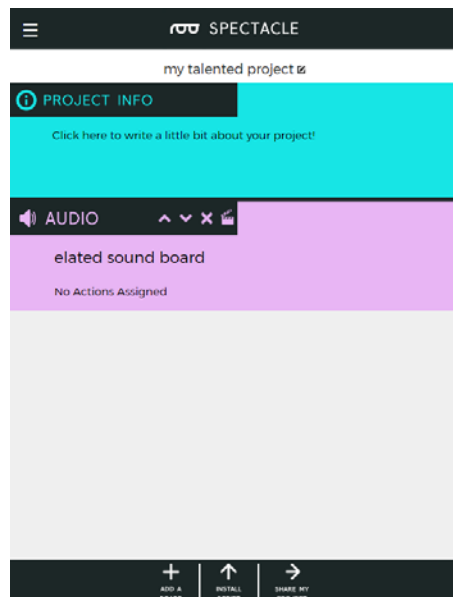 SPECTACLE
my talented project
PROJECT INFO
Click here to write a little bit about your project!
AUDIO
elated sound board
No Actions Assigned
ADD A
INSTALL
SHARE MY